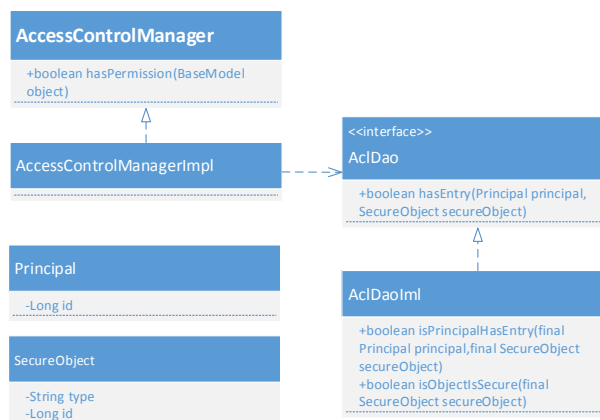 AccessControlManager
+boolean hasPermission(BaseModel
object)
AccessControlManagerImpl
<<interface>>
AclDao
+boolean hasEntry(Principal principal,
SecureObject secureObject)
Principal
-Long id
AclDaoIml
+boolean isPrincipalHasEntry(final
Principal principal,final SecureObject
secureObject)
+boolean isObjectIsSecure(final
SecureObject secureObject)
SecureObject
-String type
-Long id